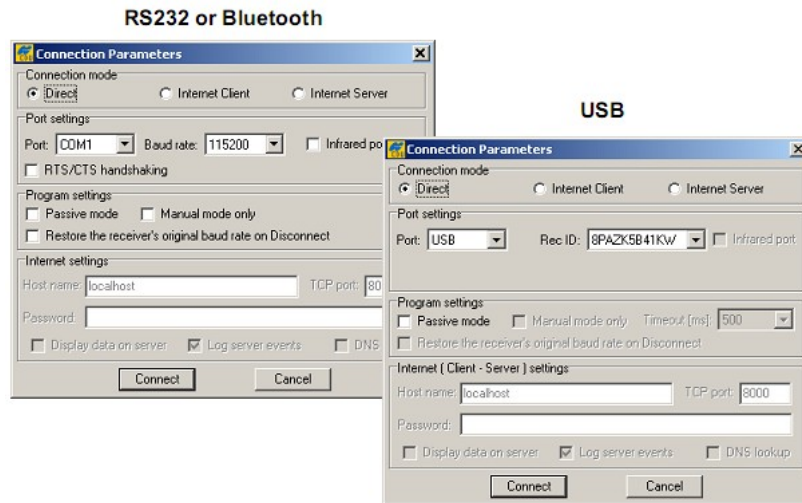 RS232 or Bluetooth
Connection Parameters
Connection mode
Direct Internet Client Internet Server
Port settings
Port: COM1 Baud rate: 115200 Infrared po
RTS/CTS handshaking
Program settings
Passive mode Manual mode only
Restore the receiver's original baud rate on Disconnect
Internet settings
Host name: localhost TCP port: 80
Password:
Display data on server Log server events DNS
Connect Cancel
USB
Connection Parameters
Connection mode
Direct Internet Client Internet Server
Port settings
Port: USB Rec ID: 8PAZK5B41KW Infrared port
Program settings
Passive mode Manual mode only Timeout [ms]: 500
Restore the receiver's original baud rate on Disconnect
Internet ( Client - Server ) settings
Host name: localhost TCP port: 8000
Password:
Display data on server Log server events DNS lookup
Connect Cancel